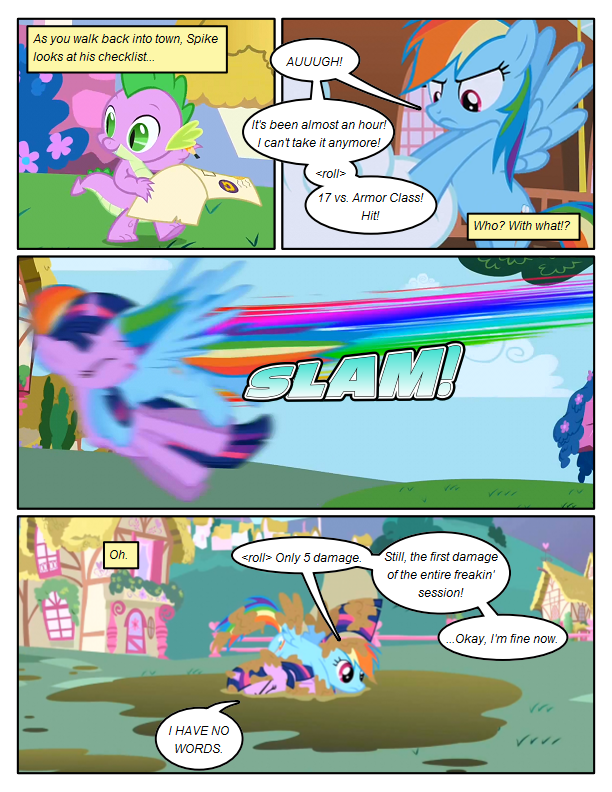 As you walk back into town, Spike
looks at his checklist...
AUUUGH!
It's been almost an hour!
I can't take it anymore!
<roll>
17 vs. Armor Class!
Hit!
Who? With what!?
SLAM!
Oh.
<roll> Only 5 damage.
Still, the first damage
of the entire freakin'
session!
...Okay, I'm fine now.
I HAVE NO
WORDS.